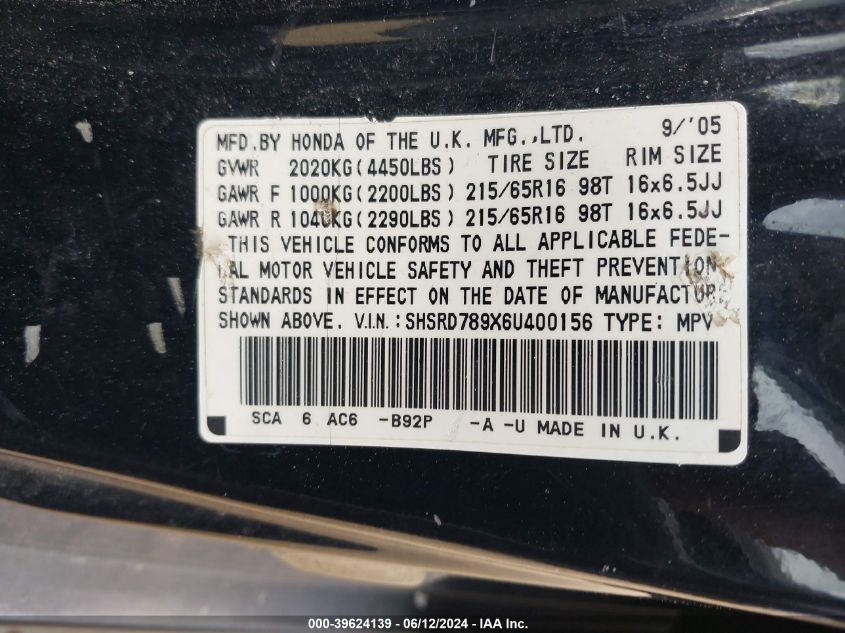 MFD.BY HONDA OF THE U.K. MFG.,LTD. 9/'05
GVWR 2020KG(4450LBS) TIRE SIZE RIM SIZE
GAWR F 1000KG(2200LBS) 215/65R16 98T 16x6.5JJ
GAWR R 1040KG(2290LBS) 215/65R16 98T 16x6.5JJ
THIS VEHICLE CONFORMS TO ALL APPLICABLE FEDE-
RAL MOTOR VEHICLE SAFETY AND THEFT PREVENTION
STANDARDS IN EFFECT ON THE DATE OF MANUFACTURE
SHOWN ABOVE. V.I.N.:SHSRD789X6U400156 TYPE: MPV
SCA 6 AC6 -B92P -A -U MADE IN U.K.
000-39624139 - 06/12/2024 - IAA Inc.